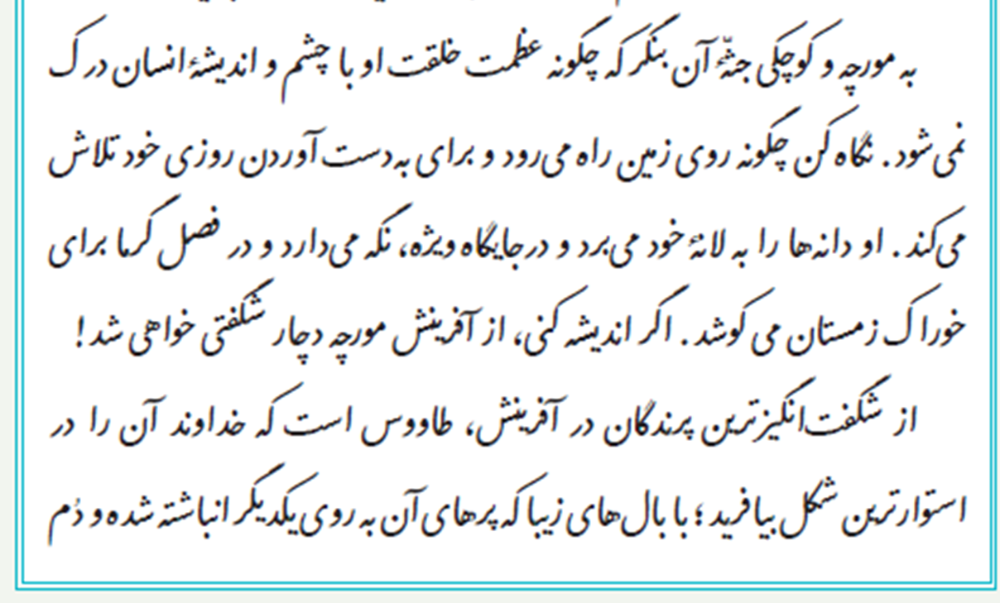 به مورچه و کوچکی جثّهٔ آن بنگر که چگونه عظمت خلقت او با چشم و اندیشهٔ انسان درک
نمی‌شود. نگاه کن چگونه روی زمین راه می‌رود و برای به‌دست آوردن روزی خود تلاش
می‌کند. او دانه‌ها را به لانهٔ خود می‌برد و در جایگاه ویژه، نگه می‌دارد و در فصل گرما برای
خوراک زمستان می کوشد. اگر اندیشه کنی، از آفرینش مورچه دچار شگفتی خواهی شد!
از شگفت‌انگیزترین پرندگان در آفرینش، طاووس است که خداوند آن را در
استوارترین شکل بیافرید؛ با بال‌های زیبا که پرهای آن به روی یکدیگر انباشته شده و دُم